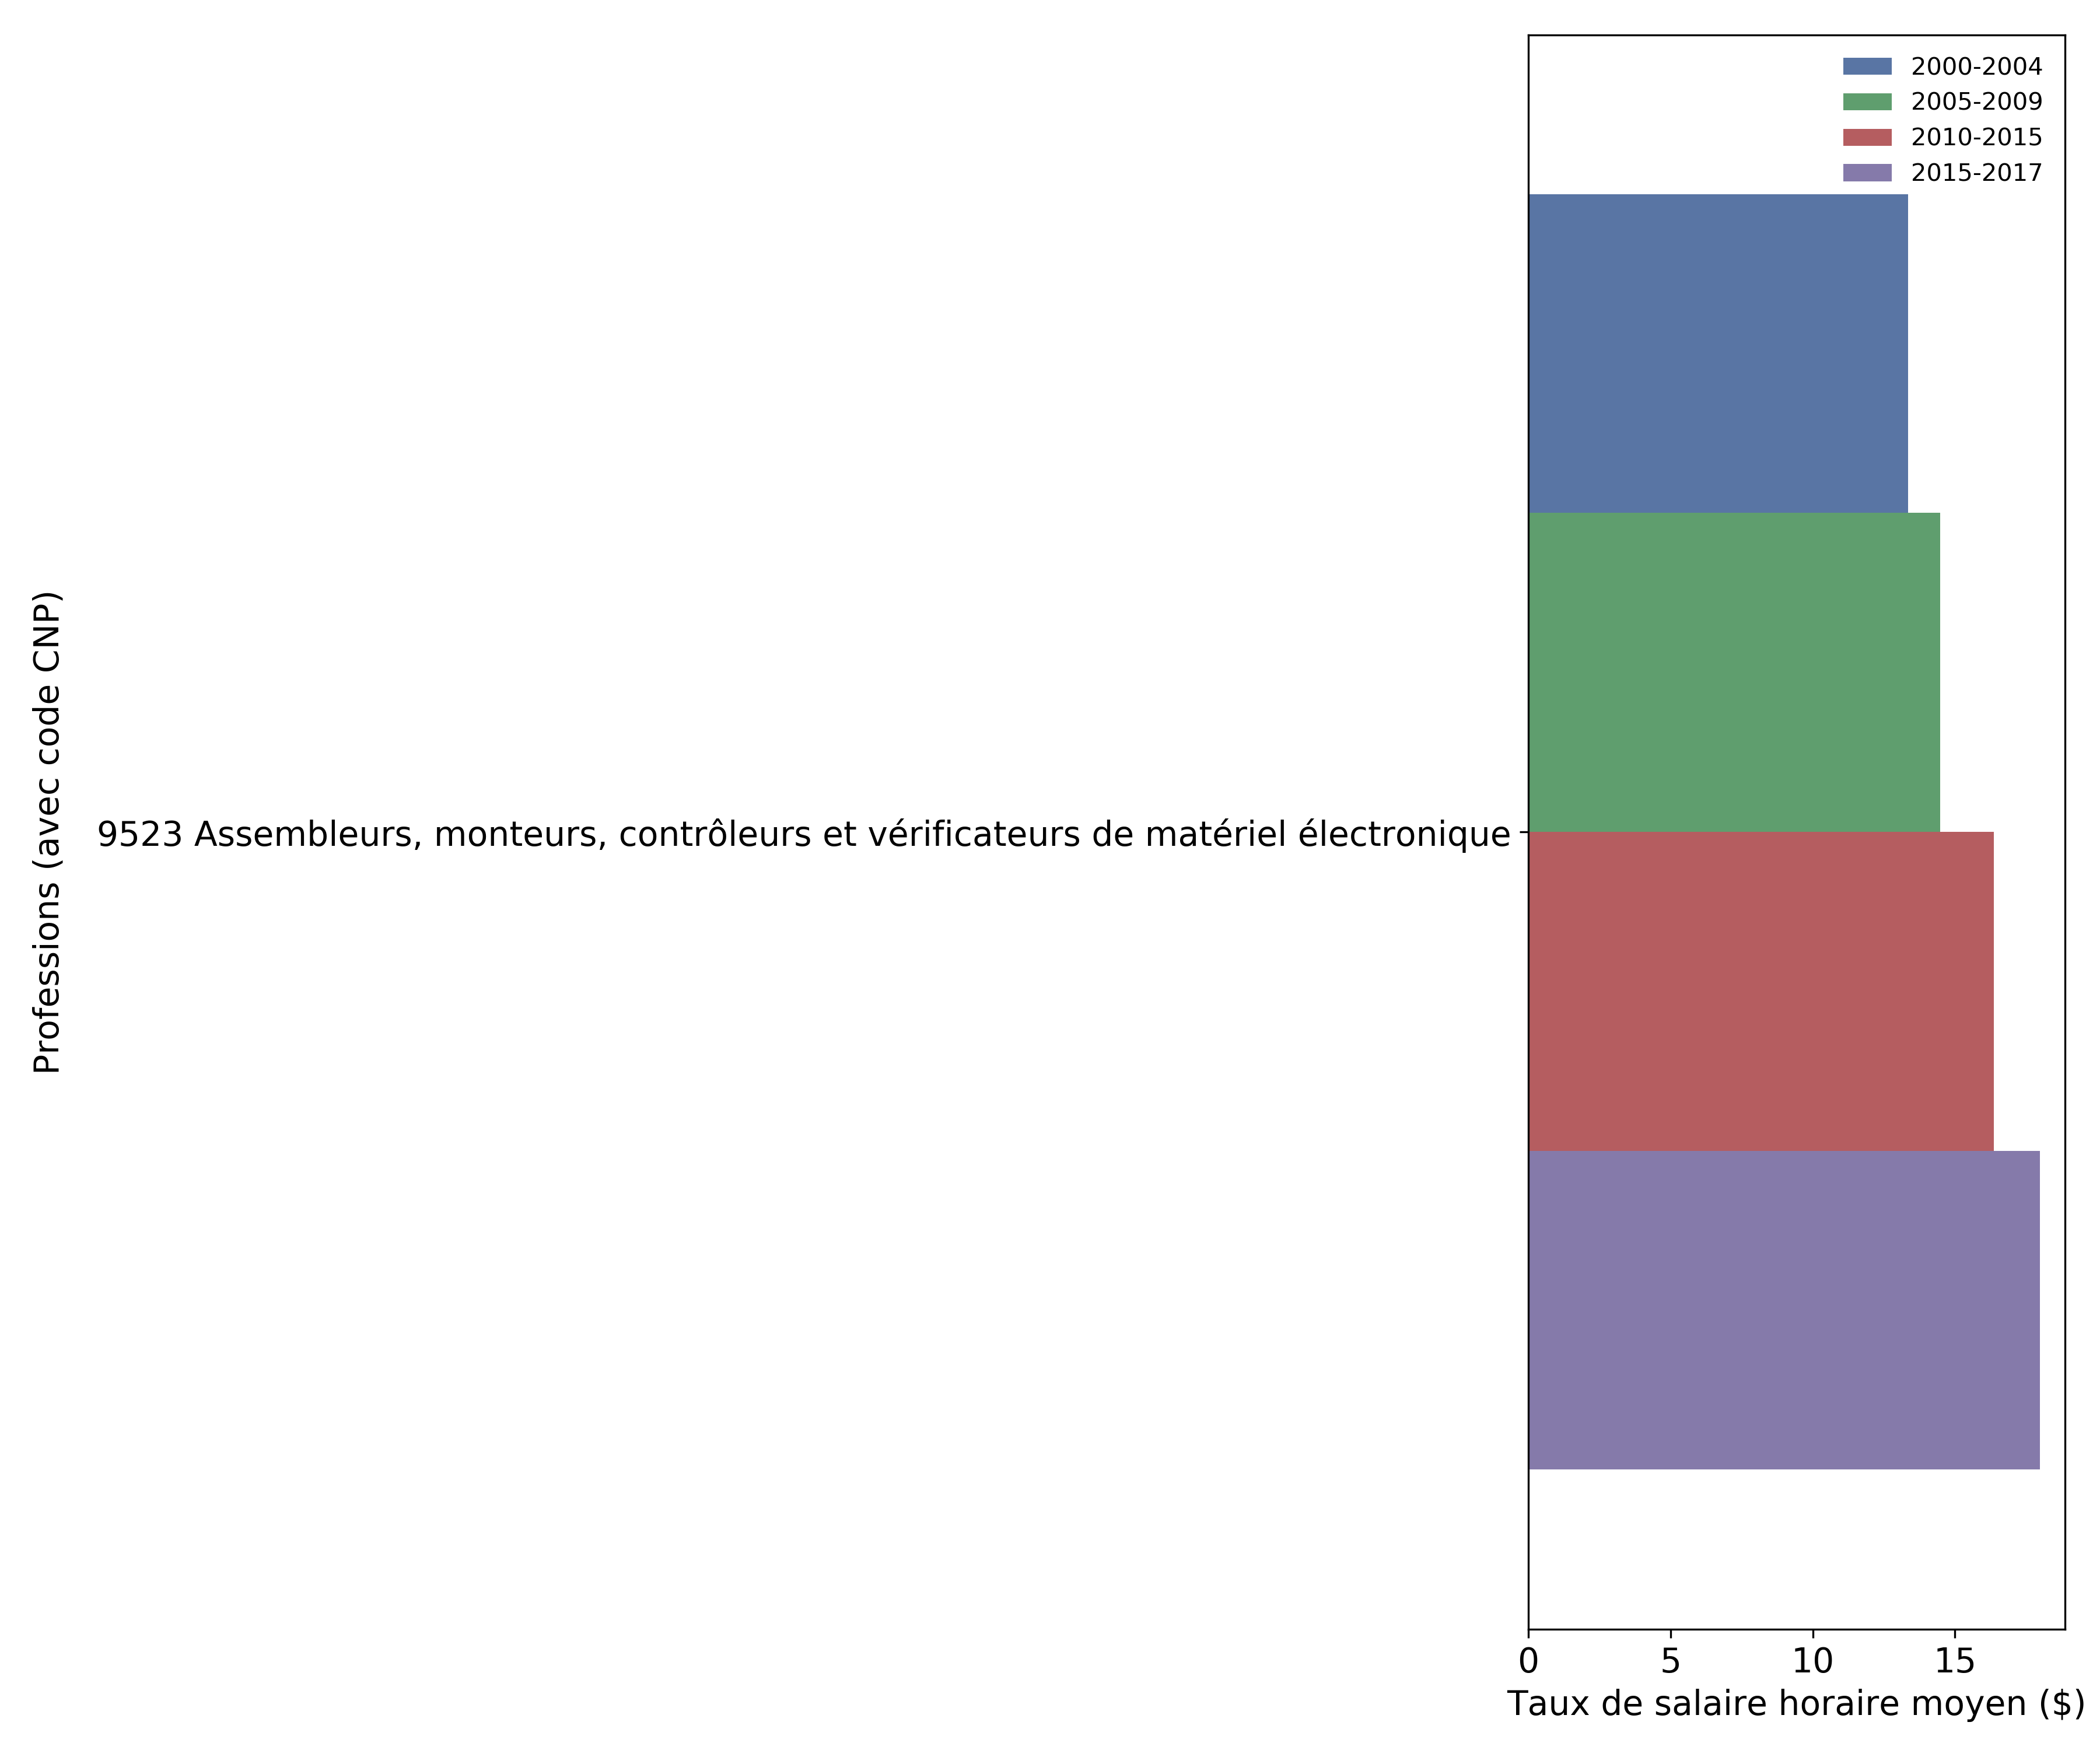 2000-2004
2005-2009
2010-2015
2015-2017
Professions (avec code CNP)
9523 Assembleurs, monteurs, contrôleurs et vérificateurs de matériel électronique
0 5 10 15
Taux de salaire horaire moyen ($)